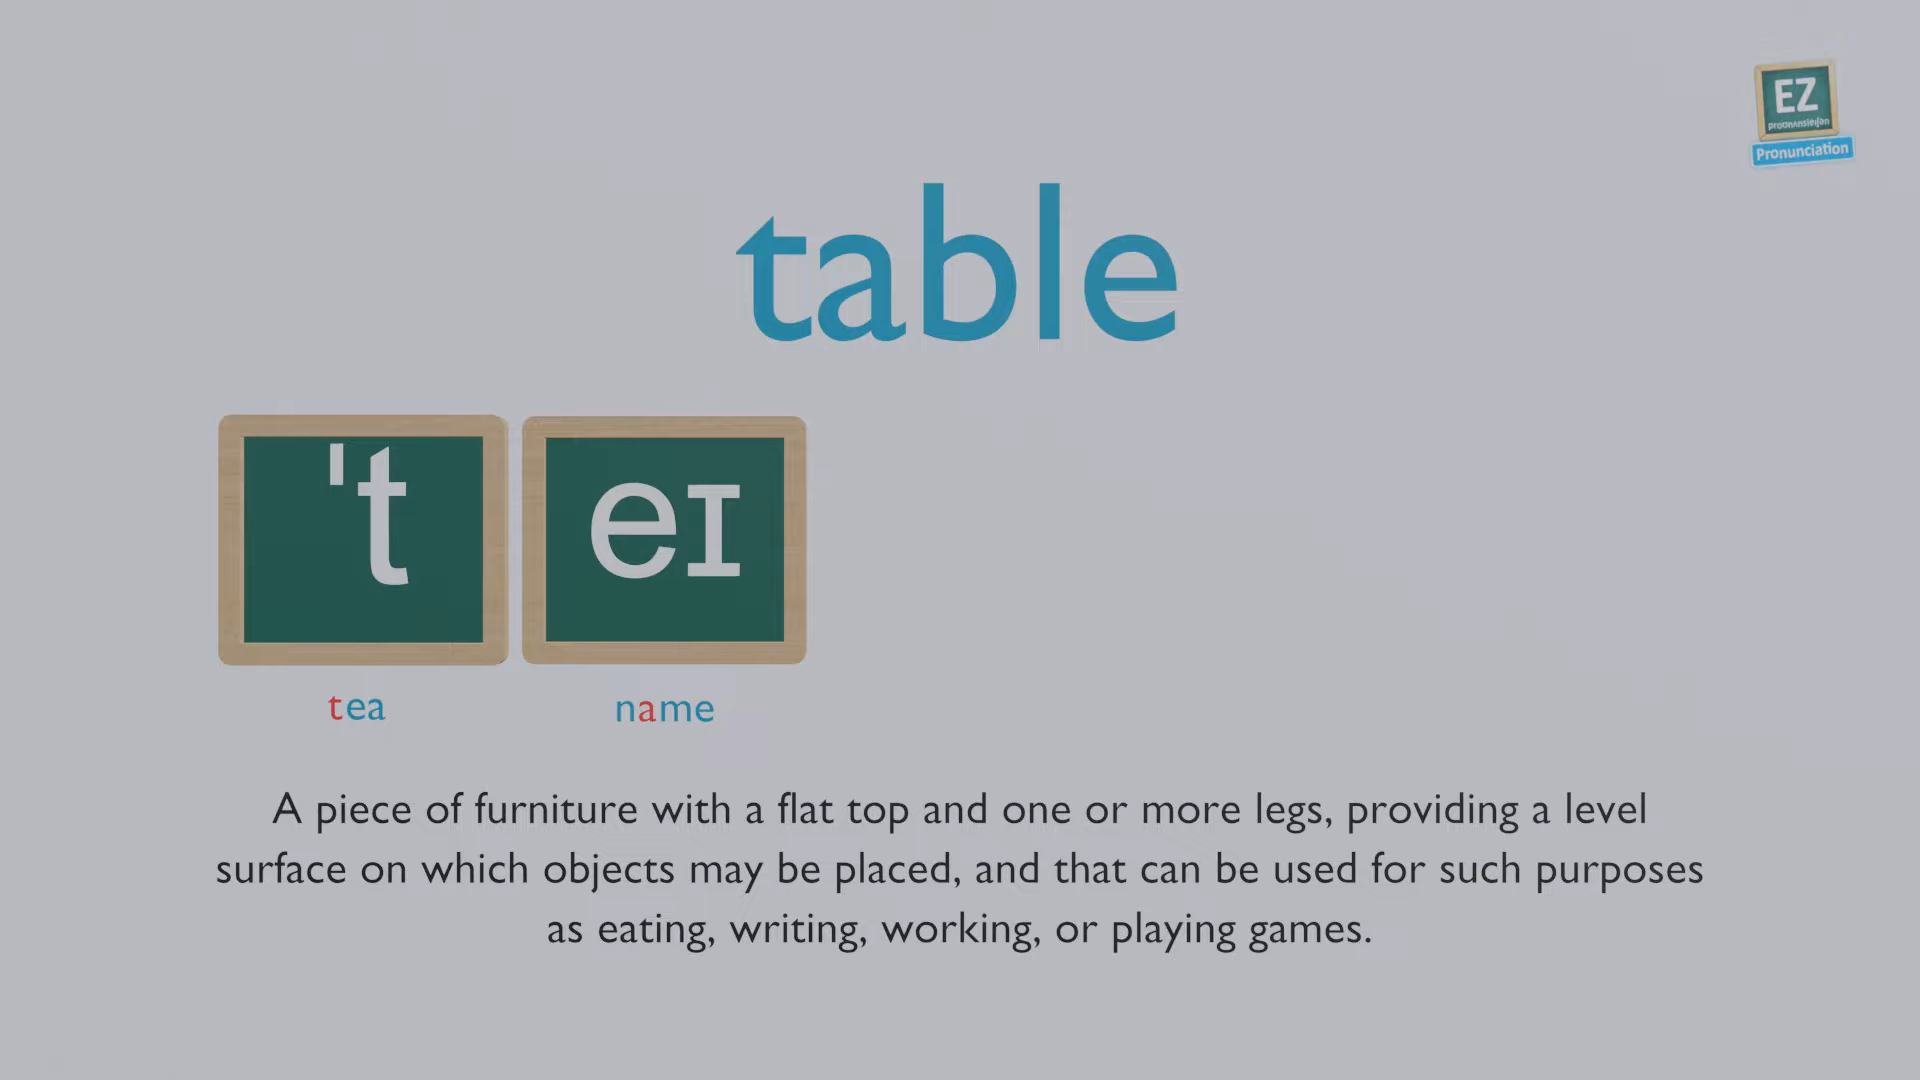 EZ
Pronunciation
table
't
eɪ
tea
name
A piece of furniture with a flat top and one or more legs, providing a level
surface on which objects may be placed, and that can be used for such purposes
as eating, writing, working, or playing games.